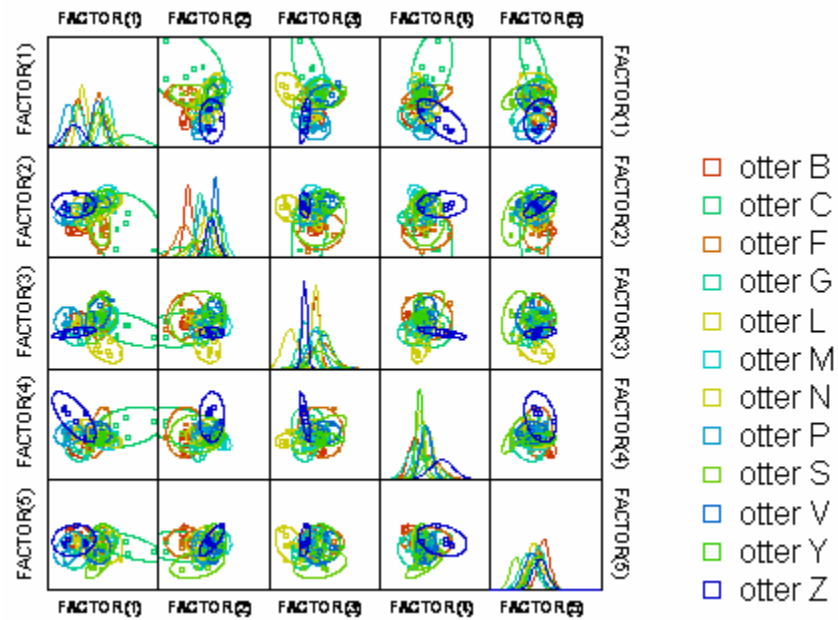 FACTOR(1) FACTOR(2) FACTOR(3) FACTOR(4) FACTOR(5)
FACTOR(1)
FACTOR(1)
FACTOR(2)
FACTOR(2)
FACTOR(3)
FACTOR(3)
FACTOR(4)
FACTOR(4)
FACTOR(5)
FACTOR(5)
FACTOR(1) FACTOR(2) FACTOR(3) FACTOR(4) FACTOR(5)
otter B
otter C
otter F
otter G
otter L
otter M
otter N
otter P
otter S
otter V
otter Y
otter Z